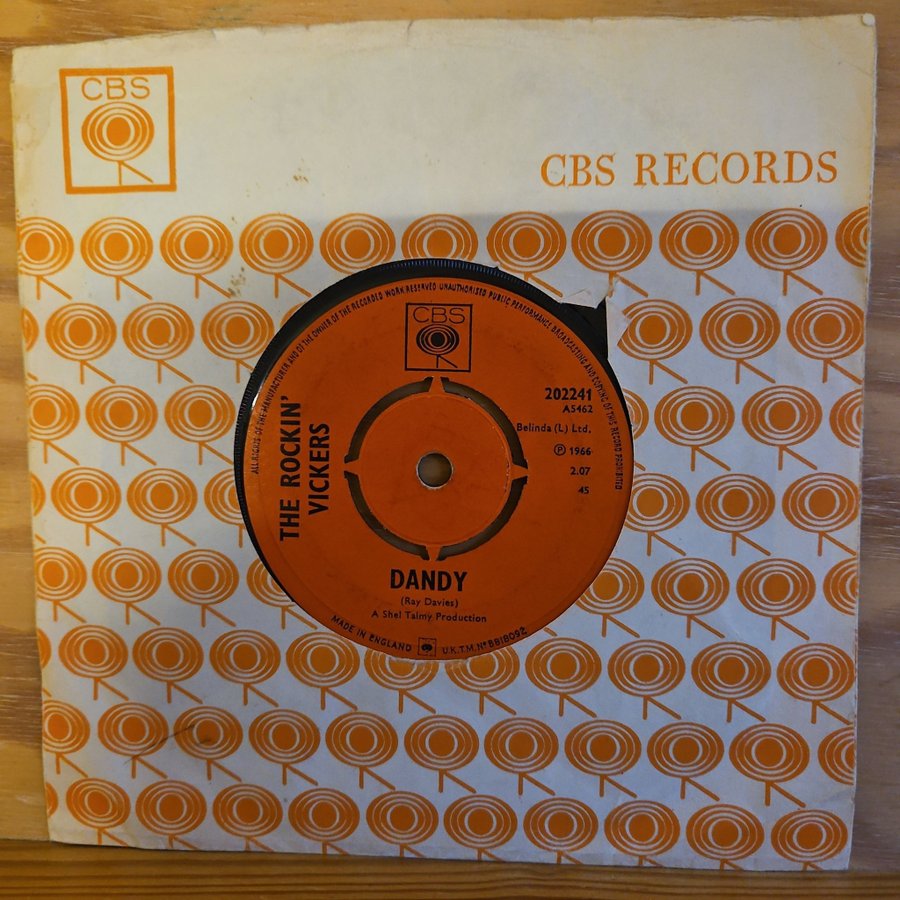 CBS
CBS RECORDS
ALL RIGHTS OF THE MANUFACTURER AND OF THE OWNER OF THE RECORDED WORK RESERVED UNAUTHORISED PUBLIC PERFORMANCE BROADCASTING AND COPYING OF THIS RECORD PROHIBITED
CBS
202241
A5462
Belinda (L) Ltd.
℗ 1966
2.07
45
THE ROCKIN'
VICKERS
DANDY
(Ray Davies)
A Shel Talmy Production
MADE IN ENGLAND U.K.T.M. Nº 8818092